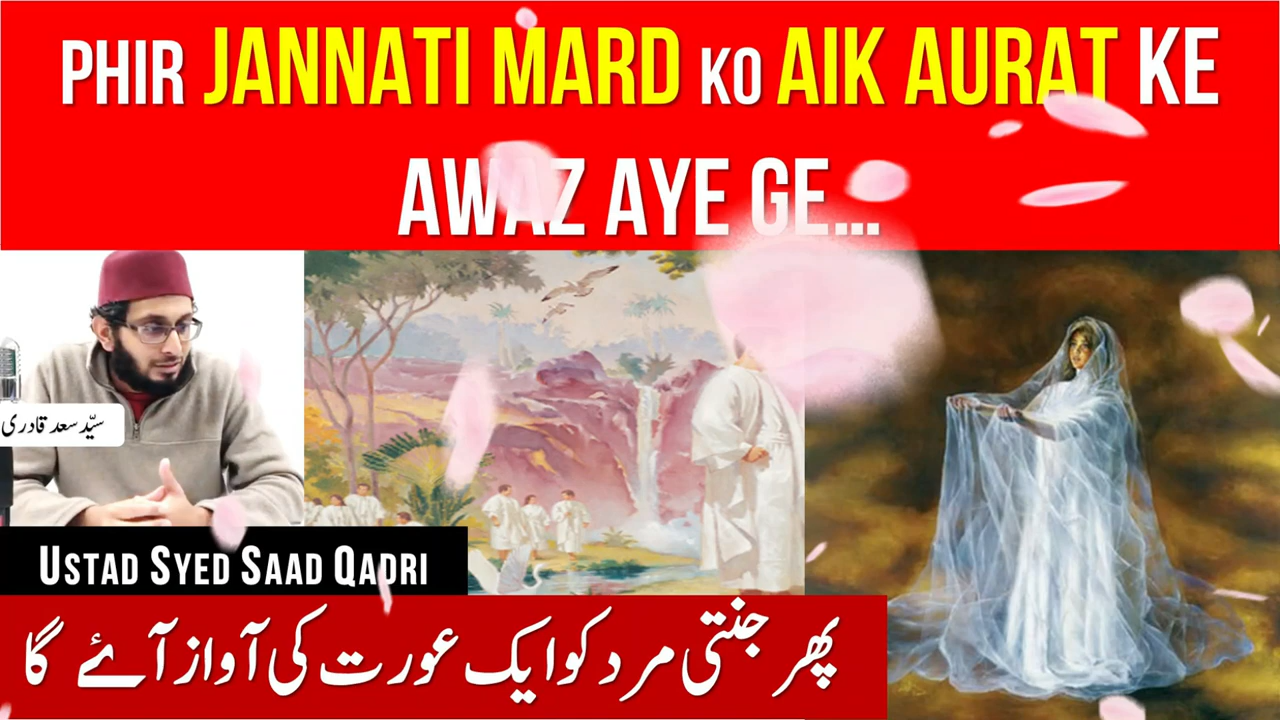 PHIR JANNATI MARD KO AIK AURAT KE
AWAZ AYE GE...
سیّد سعد قادری
USTAD SYED SAAD QADRI
پھر جنتی مرد کو ایک عورت کی آواز آئے گا